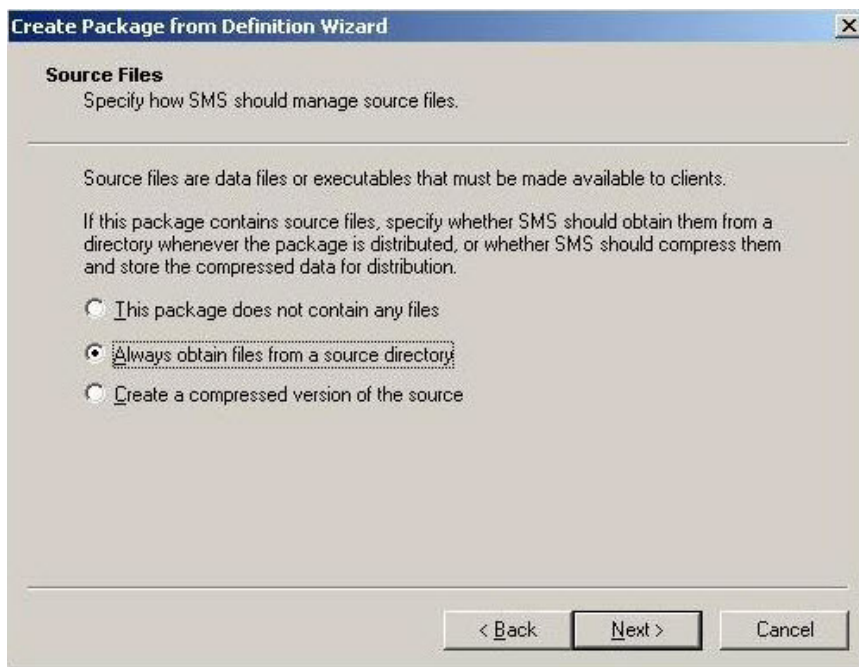 Create Package from Definition Wizard
Source Files
Specify how SMS should manage source files.
Source files are data files or executables that must be made available to clients.
If this package contains source files, specify whether SMS should obtain them from a
directory whenever the package is distributed, or whether SMS should compress them
and store the compressed data for distribution.
This package does not contain any files
Always obtain files from a source directory
Create a compressed version of the source
< Back
Next >
Cancel